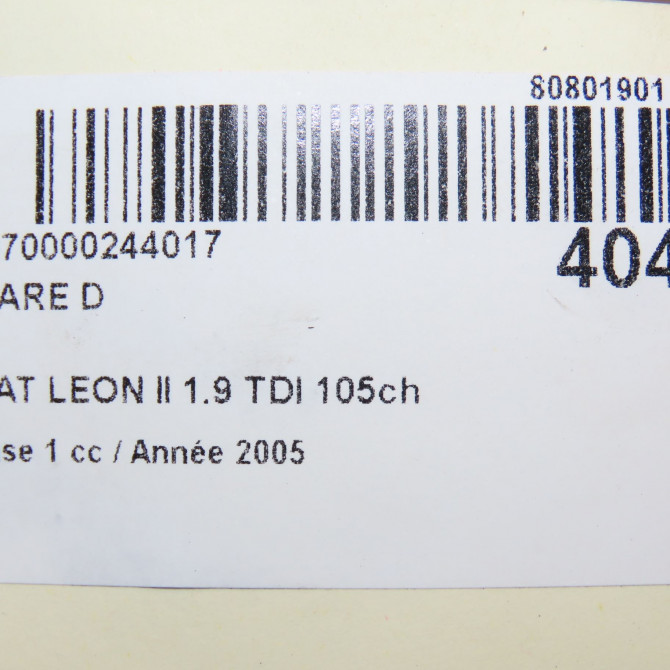 80801901
70000244017
404
ARE D
AT LEON II 1.9 TDI 105ch
se 1 cc / Année 2005